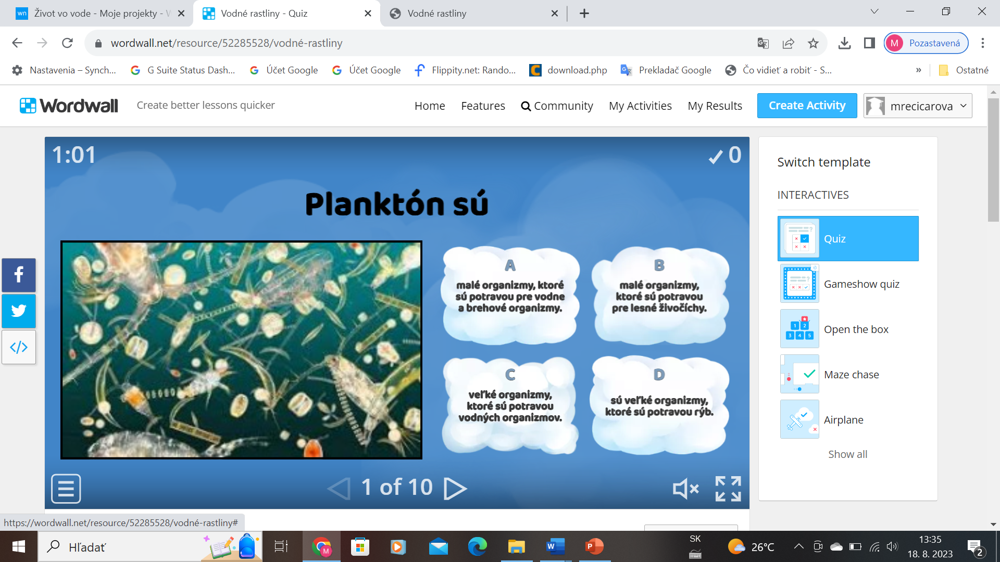 Život vo vode - Moje projekty - W
Vodné rastliny - Quiz
Vodné rastliny
wordwall.net/resource/52285528/vodné-rastliny
M Pozastavená
Nastavenia – Synch...
G Suite Status Dash...
Účet Google
Účet Google
Flippity.net: Rando...
download.php
Prekladač Google
Čo vidieť a robiť - S...
»
Ostatné
Wordwall
Create better lessons quicker
Home
Features
Community
My Activities
My Results
Create Activity
mrecicarova
1:01
0
Planktón sú
A
malé organizmy, ktoré
sú potravou pre vodne
a brehové organizmy.
B
malé organizmy,
ktoré sú potravou
pre lesné živočíchy.
C
veľké organizmy,
ktoré sú potravou
vodných organizmov.
D
sú veľké organizmy,
ktoré sú potravou rýb.
1 of 10
Switch template
INTERACTIVES
Quiz
Gameshow quiz
Open the box
Maze chase
Airplane
Show all
https://wordwall.net/resource/52285528/vodné-rastliny#
Hľadať
SK
26°C
13:35
18. 8. 2023
2